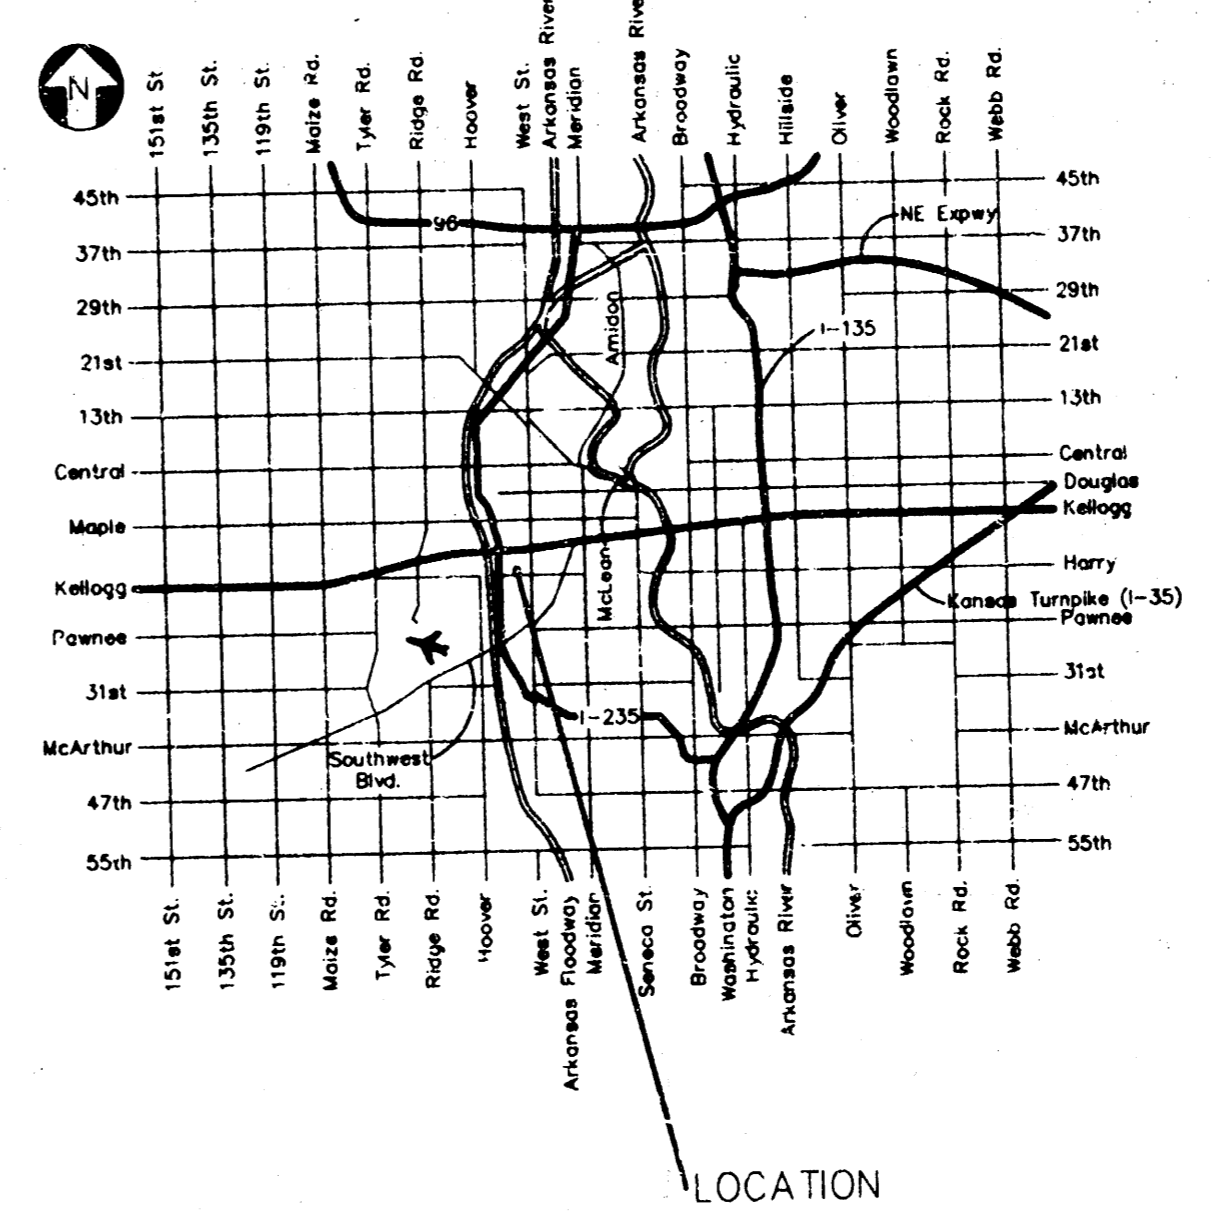 N
151st St
135th St.
119th St.
Maize Rd.
Tyler Rd.
Ridge Rd.
Hoover
West St.
Arkansas River
Meridian
Arkansas Rive
Broadway
Hydraulic
Hillside
Oliver
Woodlawn
Rock Rd.
Webb Rd.
45th
45th
96
NE Expwy
37th
37th
29th
29th
Amidon
I-135
21st
21st
13th
13th
Central
Central
Douglas
Maple
Kellogg
McLean
Harry
Kellogg
Kansas Turnpike (I-35)
Pawnee
Pawnee
31st
31st
I-235
McArthur
McArthur
Southwest
Blvd.
47th
47th
55th
55th
151st St.
135th St.
119th St.
Maize Rd.
Tyler Rd.
Ridge Rd.
Hoover
West St.
Arkansas Floodway
Meridian
Seneca St.
Broadway
Washington
Hydraulic
Arkansas River
Oliver
Woodlawn
Rock Rd.
Webb Rd.
LOCATION